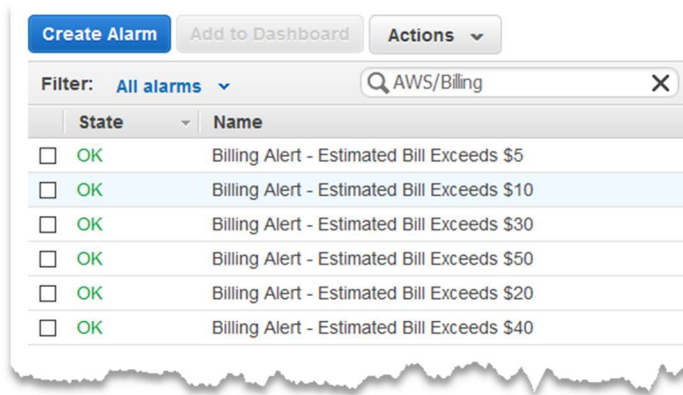 Create Alarm Add to Dashboard Actions
Filter: All alarms AWS/Billing
State Name
OK Billing Alert - Estimated Bill Exceeds $5
OK Billing Alert - Estimated Bill Exceeds $10
OK Billing Alert - Estimated Bill Exceeds $30
OK Billing Alert - Estimated Bill Exceeds $50
OK Billing Alert - Estimated Bill Exceeds $20
OK Billing Alert - Estimated Bill Exceeds $40